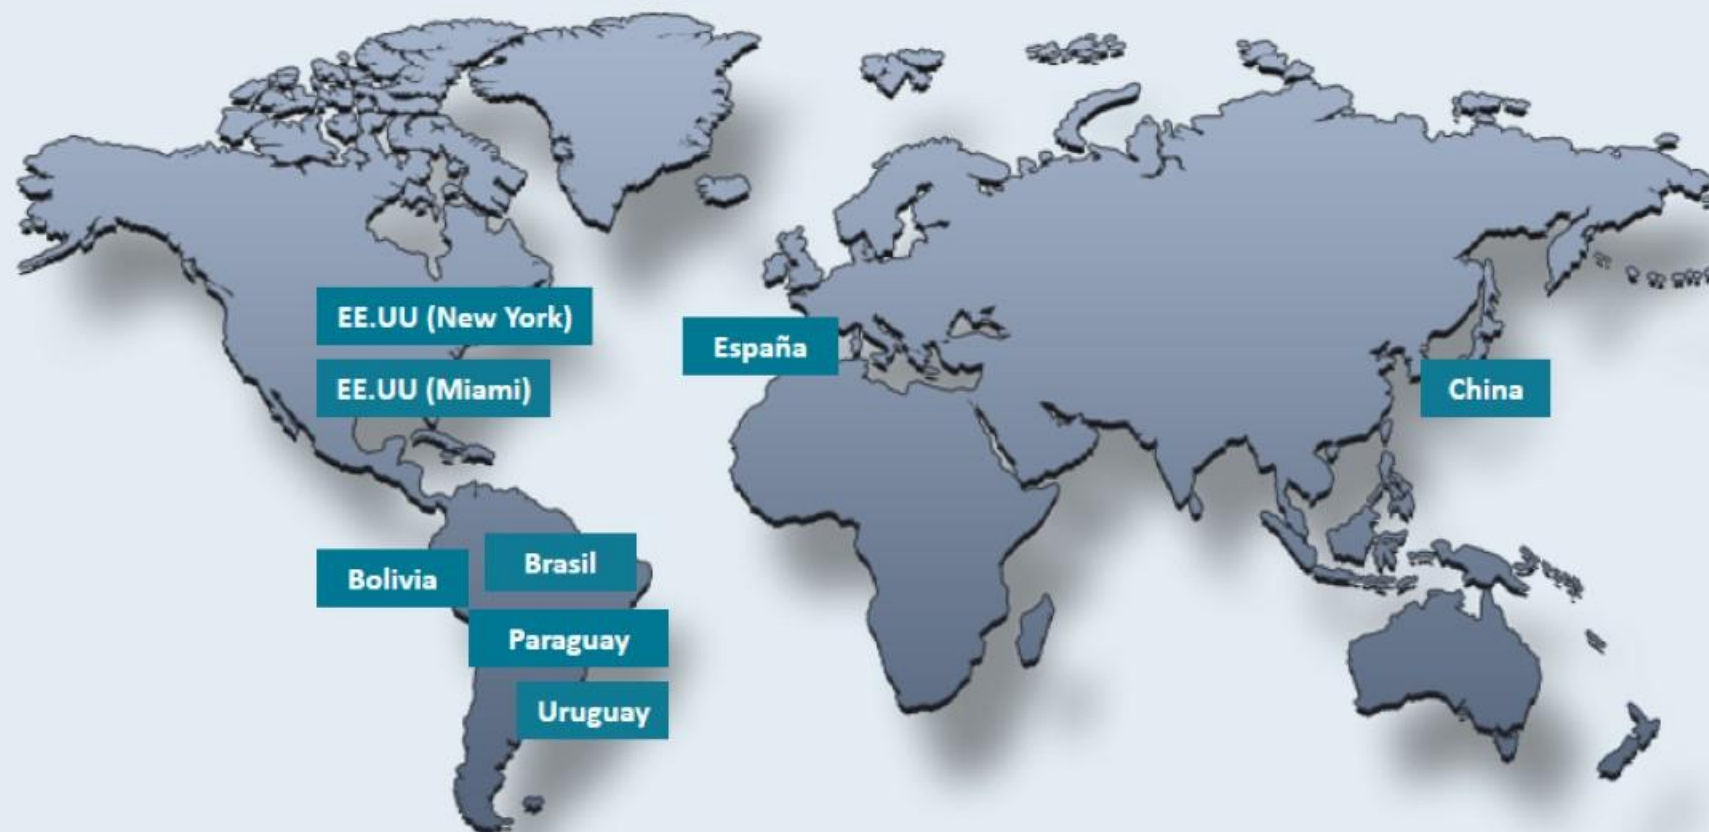 EE.UU (New York)
España
EE.UU (Miami)
China
Brasil
Bolivia
Paraguay
Uruguay